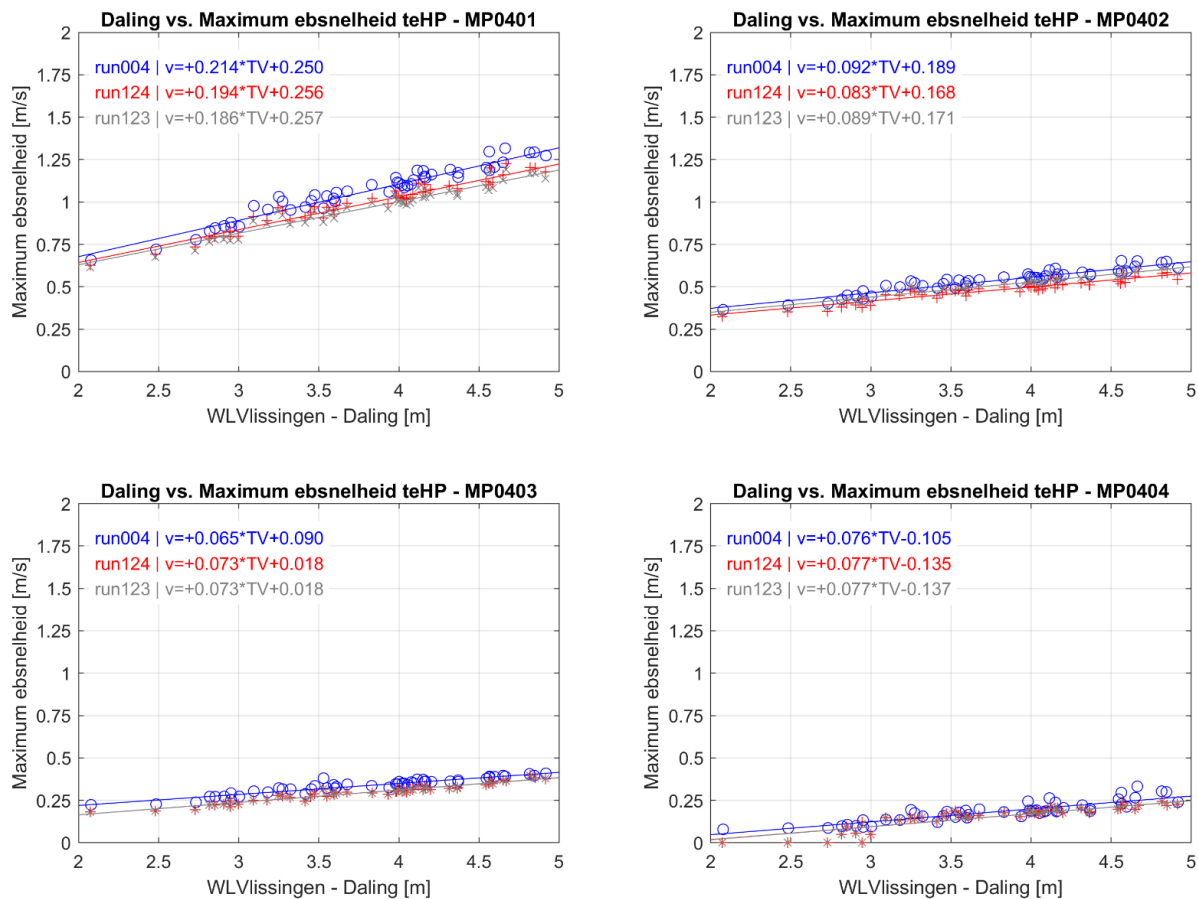 Daling vs. Maximum ebsnelheid teHP - MP0401
run004 | v=+0.214*TV+0.250
run124 | v=+0.194*TV+0.256
run123 | v=+0.186*TV+0.257
Maximum ebsnelheid [m/s]
2
1.75
1.5
1.25
1
0.75
0.5
0.25
0
2 2.5 3 3.5 4 4.5 5
WLVlissingen - Daling [m]
Daling vs. Maximum ebsnelheid teHP - MP0402
run004 | v=+0.092*TV+0.189
run124 | v=+0.083*TV+0.168
run123 | v=+0.089*TV+0.171
Maximum ebsnelheid [m/s]
2
1.75
1.5
1.25
1
0.75
0.5
0.25
0
2 2.5 3 3.5 4 4.5 5
WLVlissingen - Daling [m]
Daling vs. Maximum ebsnelheid teHP - MP0403
run004 | v=+0.065*TV+0.090
run124 | v=+0.073*TV+0.018
run123 | v=+0.073*TV+0.018
Maximum ebsnelheid [m/s]
2
1.75
1.5
1.25
1
0.75
0.5
0.25
0
2 2.5 3 3.5 4 4.5 5
WLVlissingen - Daling [m]
Daling vs. Maximum ebsnelheid teHP - MP0404
run004 | v=+0.076*TV-0.105
run124 | v=+0.077*TV-0.135
run123 | v=+0.077*TV-0.137
Maximum ebsnelheid [m/s]
2
1.75
1.5
1.25
1
0.75
0.5
0.25
0
2 2.5 3 3.5 4 4.5 5
WLVlissingen - Daling [m]